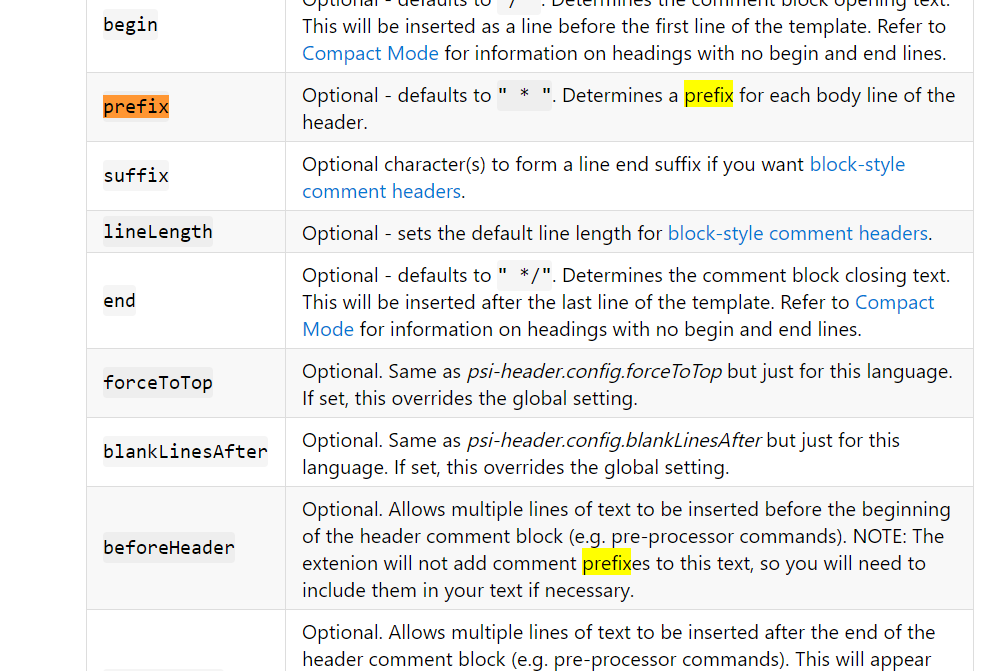 Optional - defaults to "/*". Determines the comment block opening text.
begin
This will be inserted as a line before the first line of the template. Refer to
Compact Mode for information on headings with no begin and end lines.
prefix
Optional - defaults to " * ". Determines a prefix for each body line of the
header.
suffix
Optional character(s) to form a line end suffix if you want block-style
comment headers.
lineLength
Optional - sets the default line length for block-style comment headers.
end
Optional - defaults to " */". Determines the comment block closing text.
This will be inserted after the last line of the template. Refer to Compact
Mode for information on headings with no begin and end lines.
forceToTop
Optional. Same as psi-header.config.forceToTop but just for this language.
If set, this overrides the global setting.
blankLinesAfter
Optional. Same as psi-header.config.blankLinesAfter but just for this
language. If set, this overrides the global setting.
beforeHeader
Optional. Allows multiple lines of text to be inserted before the beginning
of the header comment block (e.g. pre-processor commands). NOTE: The
extenion will not add comment prefixes to this text, so you will need to
include them in your text if necessary.
Optional. Allows multiple lines of text to be inserted after the end of the
header comment block (e.g. pre-processor commands). This will appear